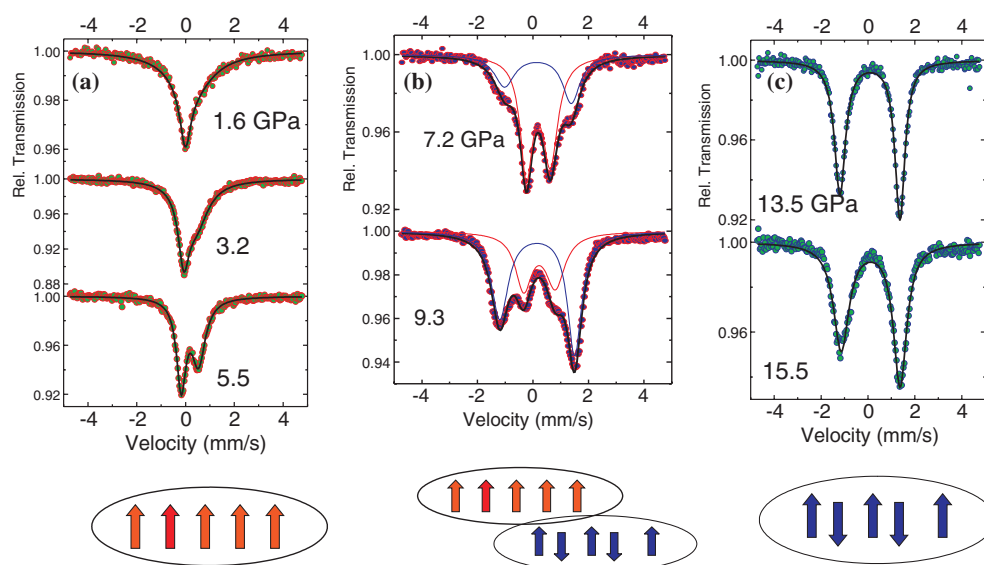 -4 -2 0 2 4
(a)
Rel. Transmission
1.00
0.98
0.96
1.6 GPa
1.00
0.96
0.92
0.88
3.2
1.00
0.96
0.92
5.5
-4 -2 0 2 4
Velocity (mm/s)
-4 -2 0 2 4
(b)
Rel. Transmission
1.00
0.96
0.92
7.2 GPa
1.00
0.98
0.96
0.94
9.3
-4 -2 0 2 4
Velocity (mm/s)
-4 -2 0 2 4
(c)
Rel. Transmission
1.00
0.96
0.92
13.5 GPa
1.00
0.96
15.5
-4 -2 0 2 4
Velocity (mm/s)